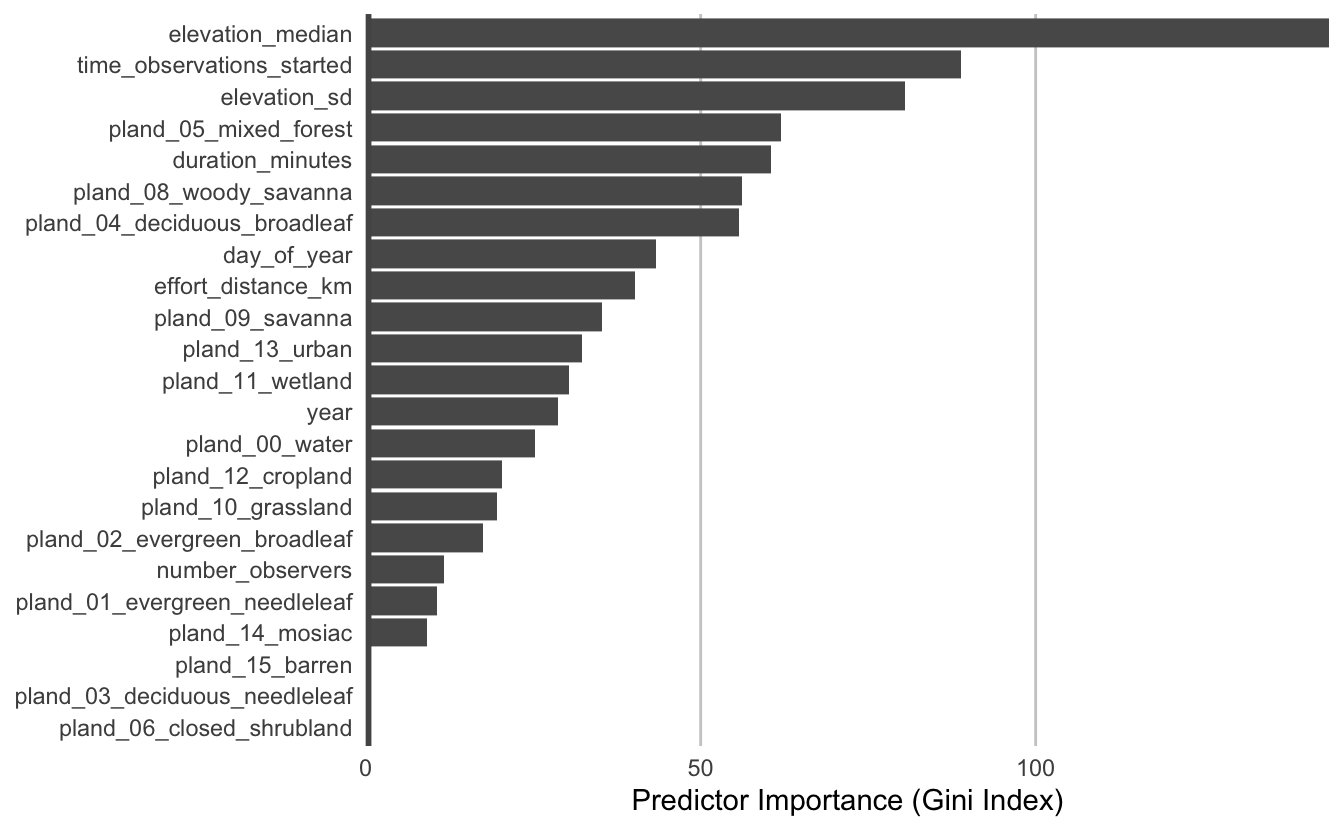 elevation_median
time_observations_started
elevation_sd
pland_05_mixed_forest
duration_minutes
pland_08_woody_savanna
pland_04_deciduous_broadleaf
day_of_year
effort_distance_km
pland_09_savanna
pland_13_urban
pland_11_wetland
year
pland_00_water
pland_12_cropland
pland_10_grassland
pland_02_evergreen_broadleaf
number_observers
pland_01_evergreen_needleleaf
pland_14_mosiac
pland_15_barren
pland_03_deciduous_needleleaf
pland_06_closed_shrubland
0 50 100
Predictor Importance (Gini Index)